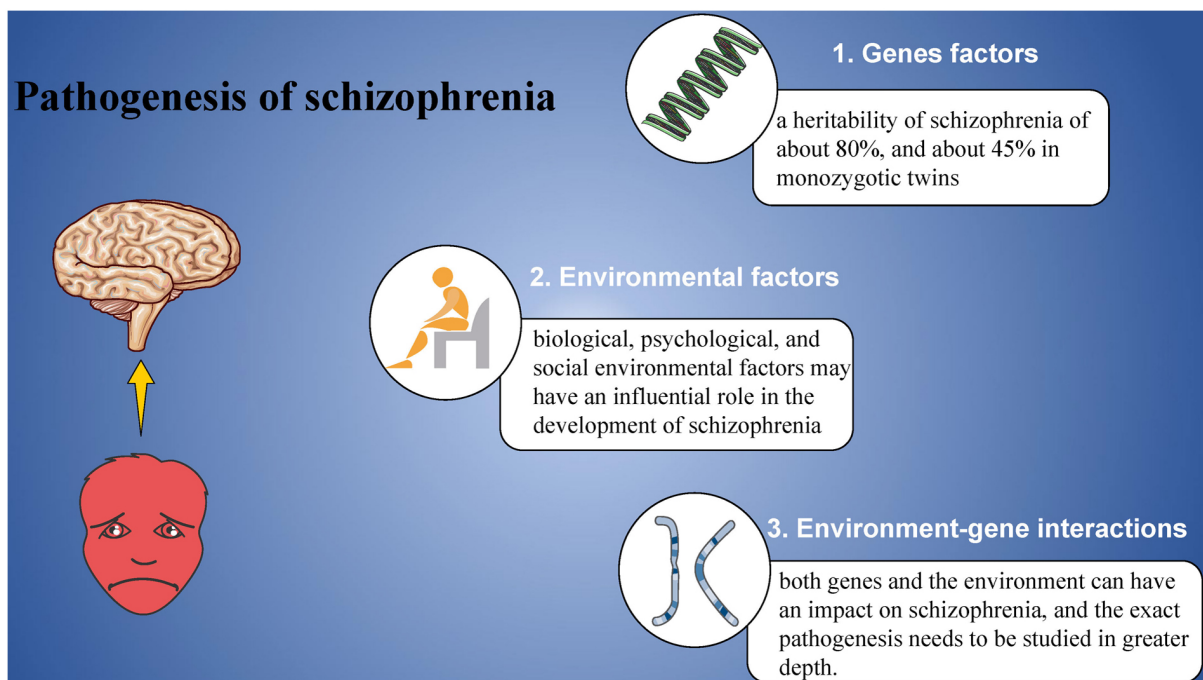 Pathogenesis of schizophrenia
1. Genes factors
a heritability of schizophrenia of
about 80%, and about 45% in
monozygotic twins
2. Environmental factors
biological, psychological, and
social environmental factors may
have an influential role in the
development of schizophrenia
3. Environment-gene interactions
both genes and the environment can have
an impact on schizophrenia, and the exact
pathogenesis needs to be studied in greater
depth.